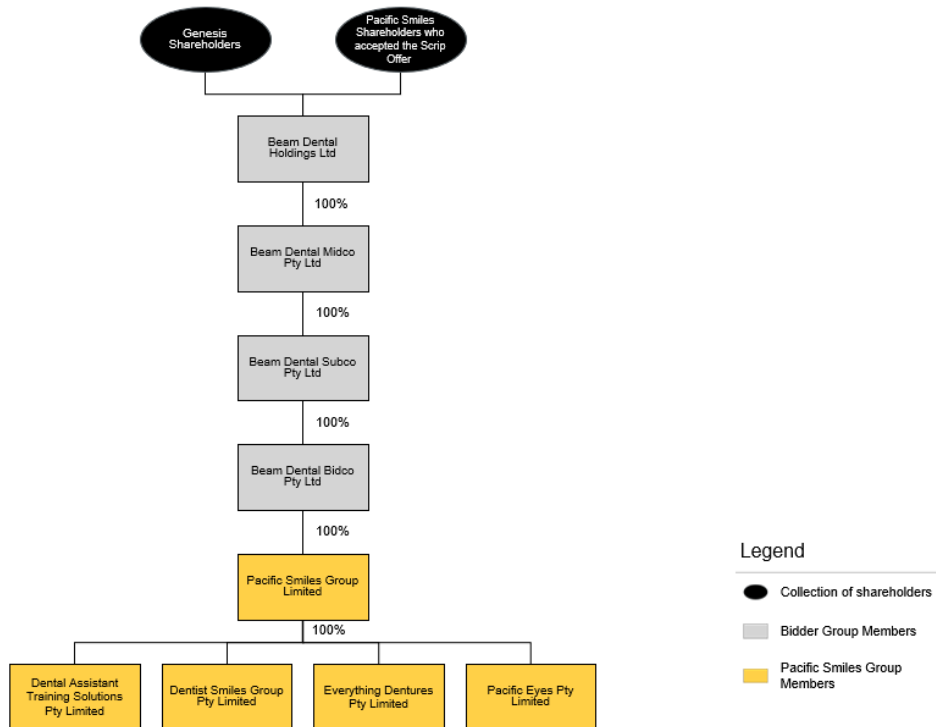 Genesis
Shareholders
Pacific Smiles
Shareholders who
accepted the Scrip
Offer
Beam Dental
Holdings Ltd
100%
Beam Dental Midco
Pty Ltd
100%
Beam Dental Subco
Pty Ltd
100%
Beam Dental Bidco
Pty Ltd
100%
Pacific Smiles Group
Limited
100%
Dental Assistant
Training Solutions
Pty Limited
Dentist Smiles Group
Pty Limited
Everything Dentures
Pty Limited
Pacific Eyes Pty
Limited
Legend
Collection of shareholders
Bidder Group Members
Pacific Smiles Group
Members